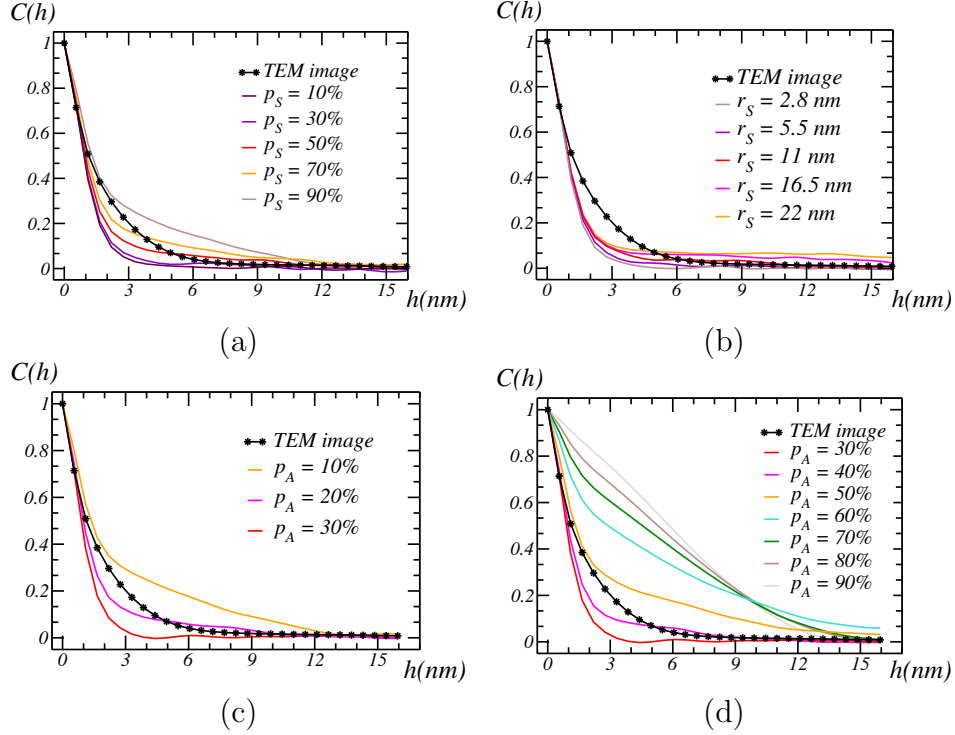 C(h)
1
0.8
0.6
0.4
0.2
0
0 3 6 9 12 15
h(nm)
TEM image
p_S = 10%
p_S = 30%
p_S = 50%
p_S = 70%
p_S = 90%
(a)
C(h)
1
0.8
0.6
0.4
0.2
0
0 3 6 9 12 15
h(nm)
TEM image
r_S = 2.8 nm
r_S = 5.5 nm
r_S = 11 nm
r_S = 16.5 nm
r_S = 22 nm
(b)
C(h)
1
0.8
0.6
0.4
0.2
0
0 3 6 9 12 15
h(nm)
TEM image
p_A = 10%
p_A = 20%
p_A = 30%
(c)
C(h)
1
0.8
0.6
0.4
0.2
0
0 3 6 9 12 15
h(nm)
TEM image
p_A = 30%
p_A = 40%
p_A = 50%
p_A = 60%
p_A = 70%
p_A = 80%
p_A = 90%
(d)